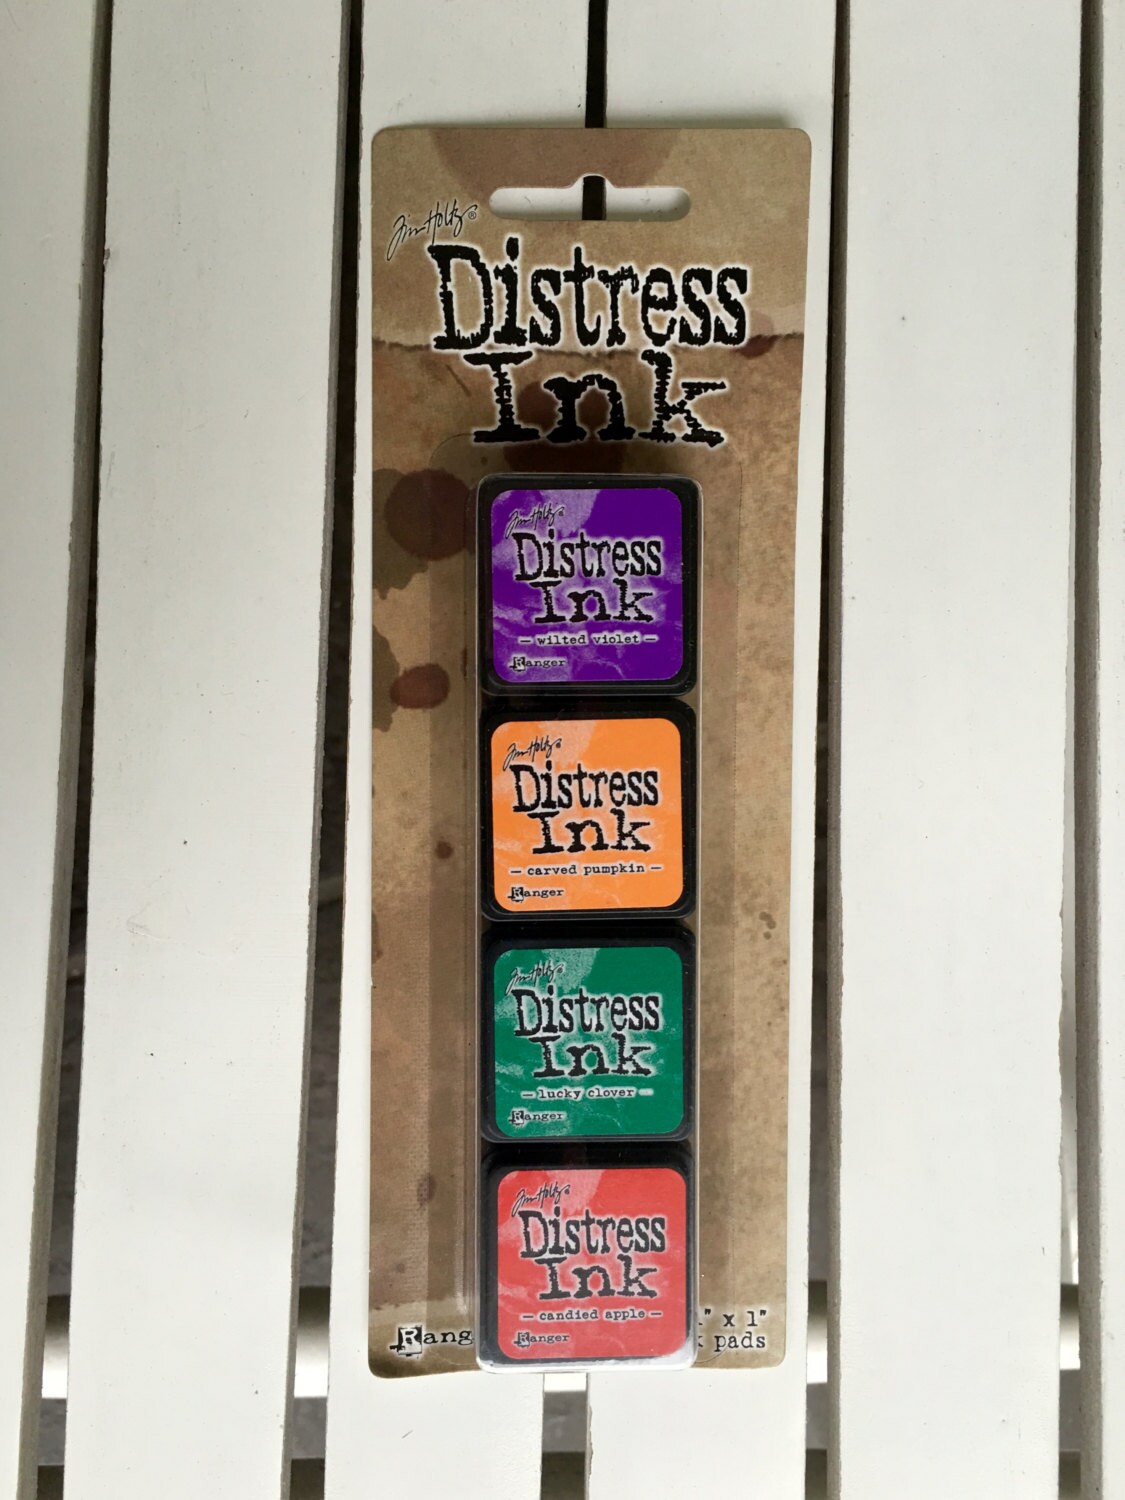 Tim Holtz®
Distress
Ink
Tim Holtz®
Distress
Ink
— wilted violet —
Ranger
Tim Holtz®
Distress
Ink
— carved pumpkin —
Ranger
Tim Holtz®
Distress
Ink
— lucky clover —
Ranger
Tim Holtz®
Distress
Ink
— candied apple —
Ranger
Rang
" x 1"
k pads